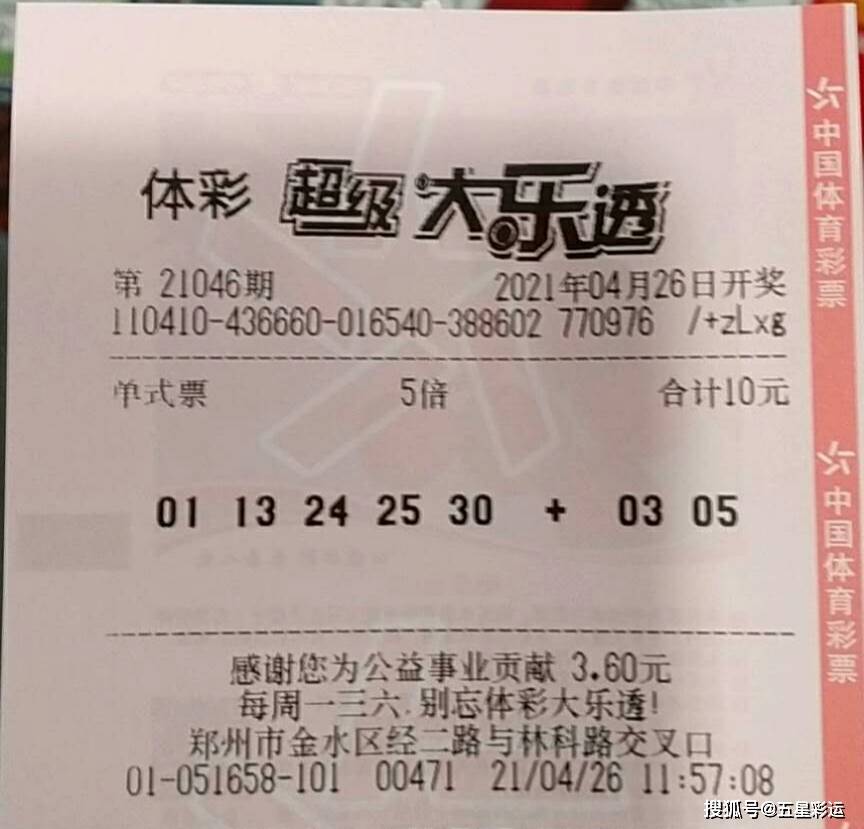 体彩 超级大乐透
第 21046期 2021年04月26日开奖
110410-436660-016540-388602 770976 /+zLxg
单式票 5倍 合计10元
01 13 24 25 30 + 03 05
感谢您为公益事业贡献 3.60元
每周一三六,别忘体彩大乐透!
郑州市金水区经二路与林科路交叉口
01-051658-101 00471 21/04/26 11:57:08
中国体育彩票
中国体育彩票
搜狐号@五星彩运